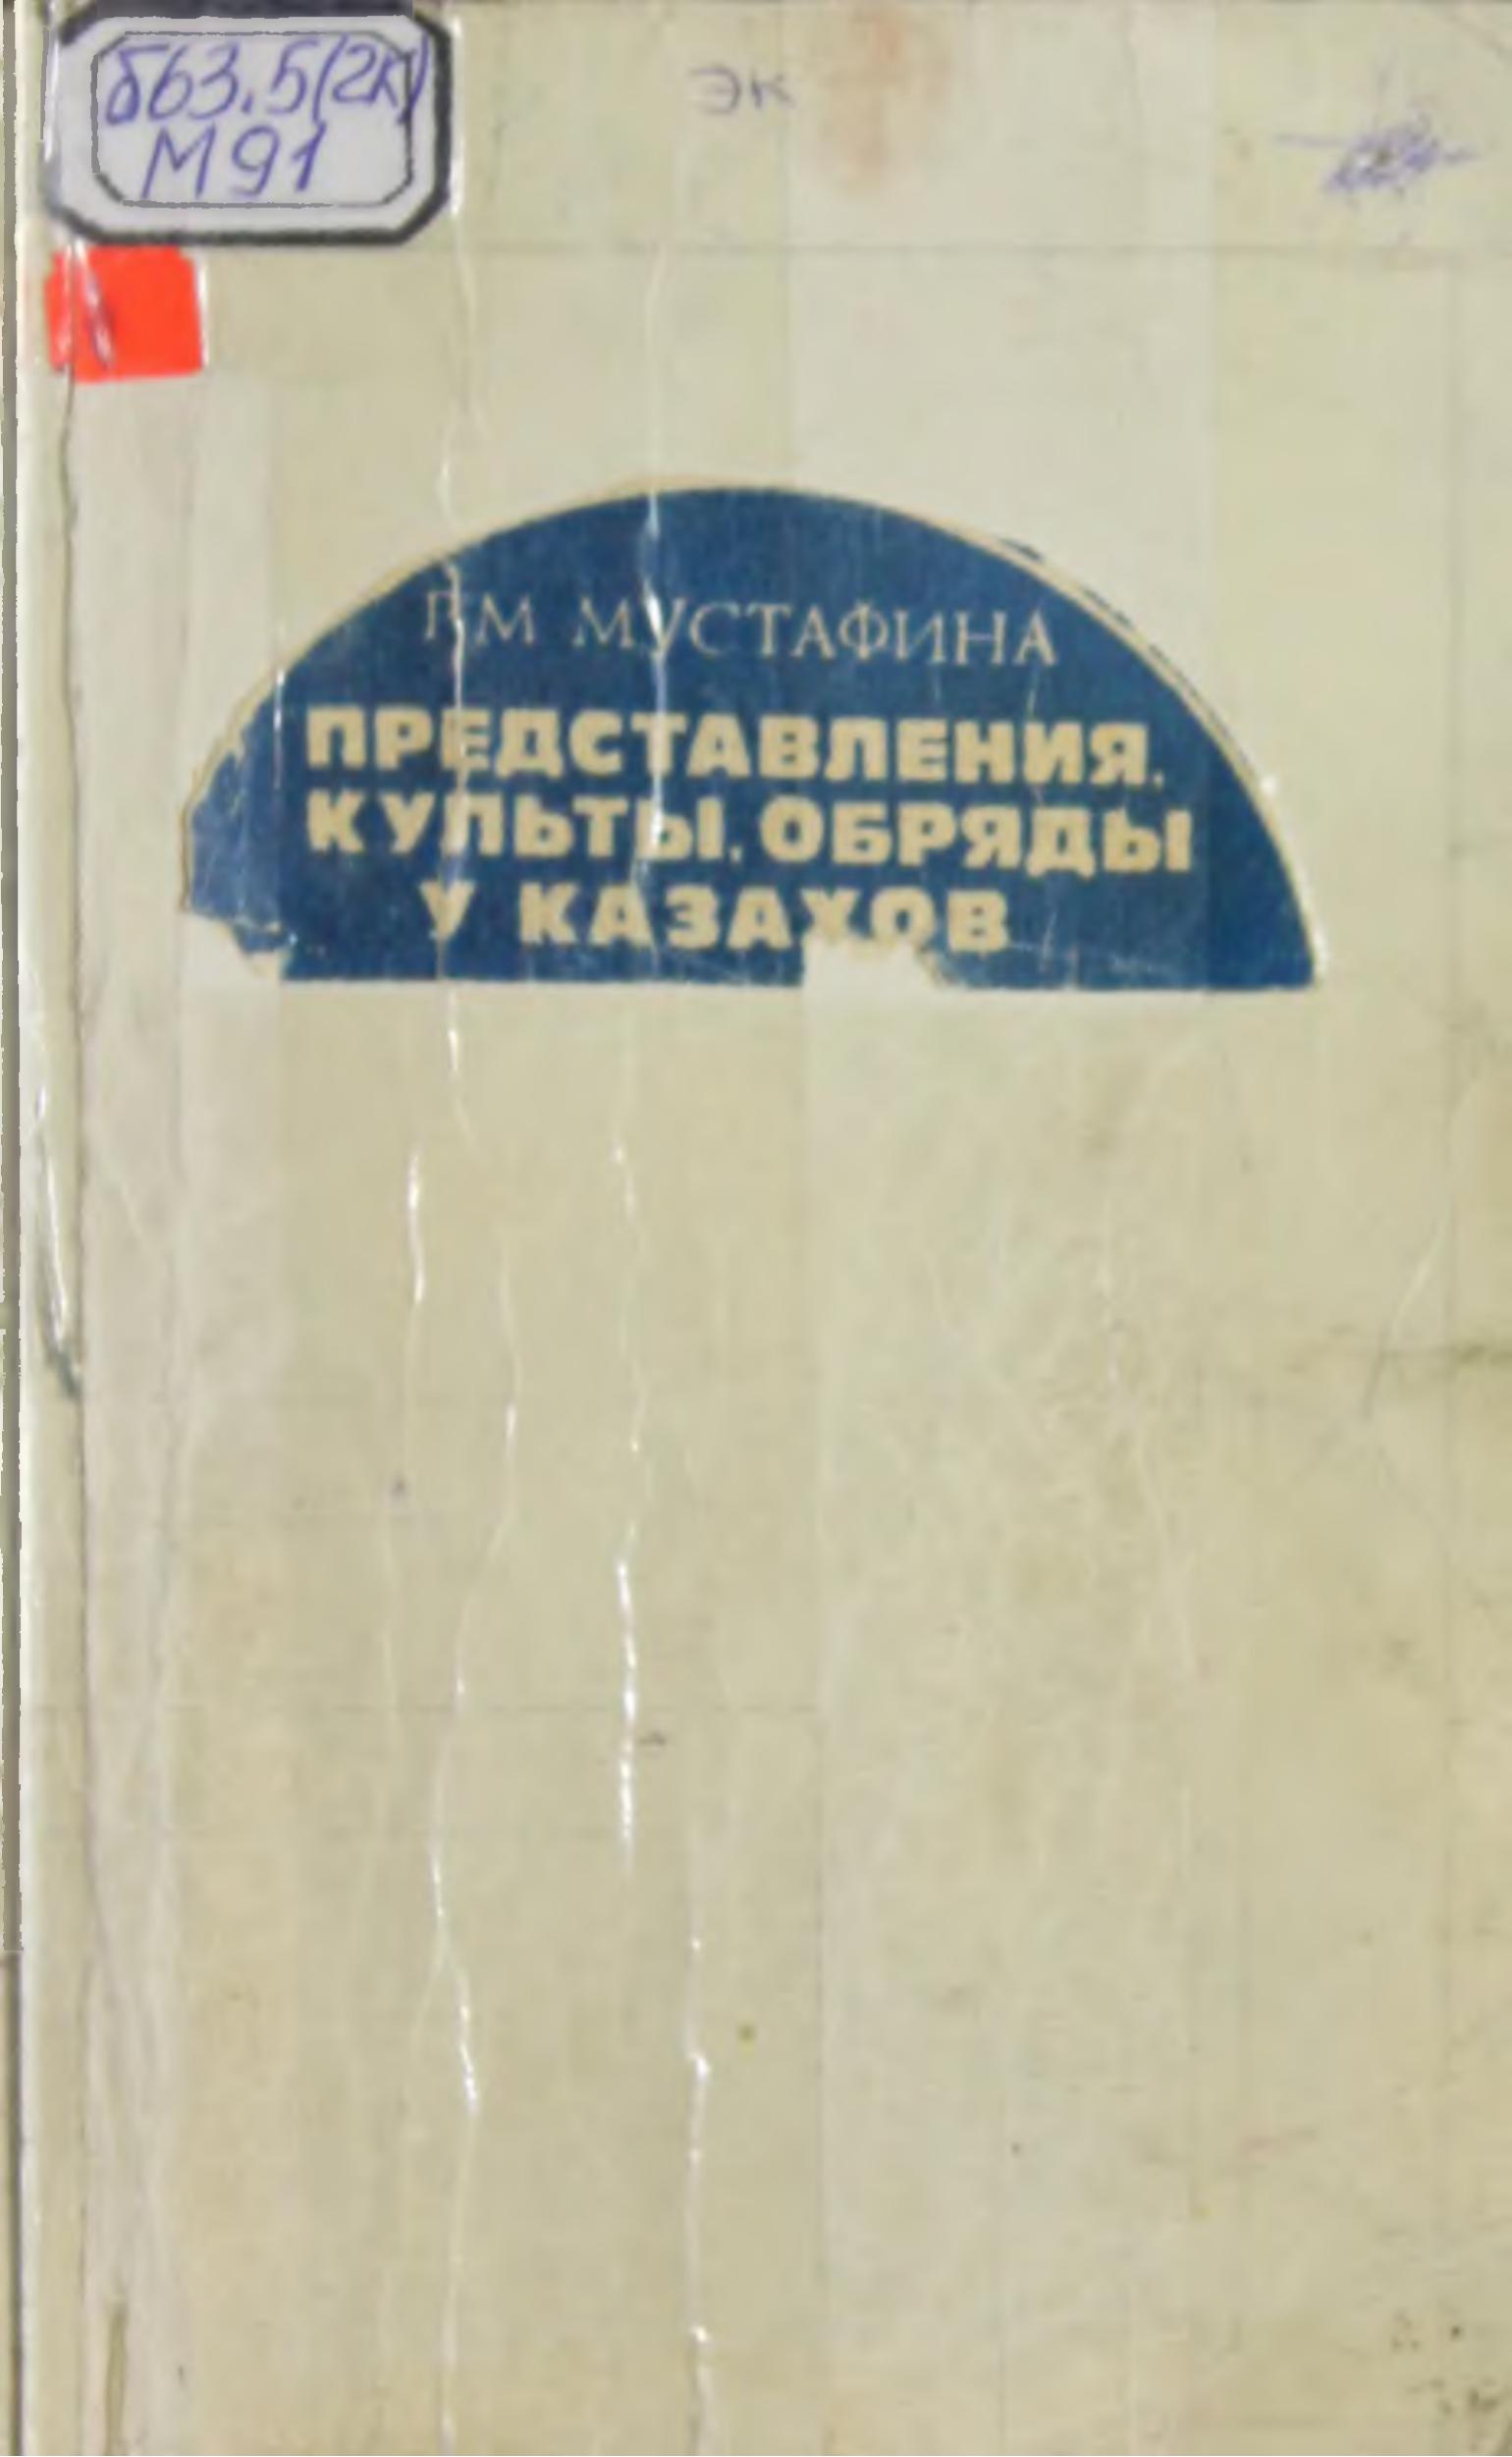 б63.5(2К)
М91
эк
Р.М МУСТАФИНА
ПРЕДСТАВЛЕНИЯ,
КУЛЬТЫ, ОБРЯДЫ
У КАЗАХОВ